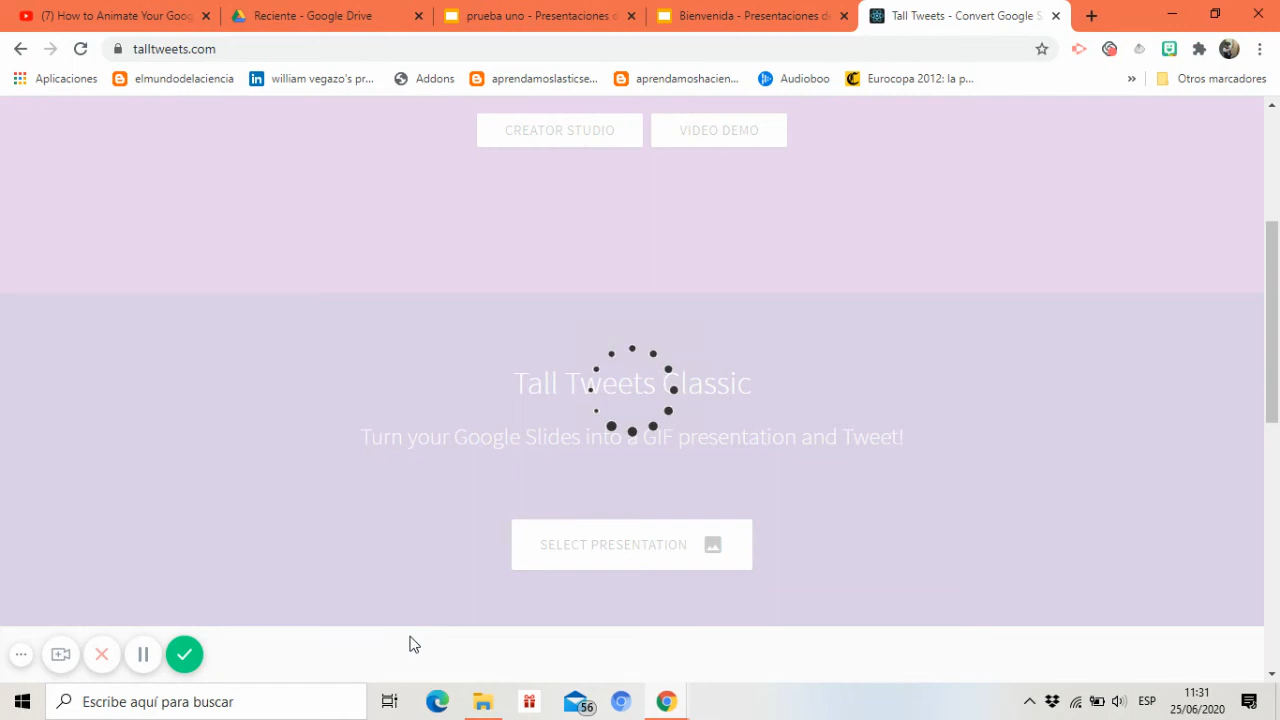 (7) How to Animate Your Goog
Reciente - Google Drive
prueba uno - Presentaciones d
Bienvenida - Presentaciones de
Tall Tweets - Convert Google S
talltweets.com
Aplicaciones
elmundodelaciencia
william vegazo's pr...
Addons
aprendamoslasticse...
aprendamoshacien...
Audioboo
Eurocopa 2012: la p...
»
Otros marcadores
CREATOR STUDIO
VIDEO DEMO
Tall Tweets Classic
Turn your Google Slides into a GIF presentation and Tweet!
SELECT PRESENTATION
Escribe aquí para buscar
56
ESP
11:31
25/06/2020